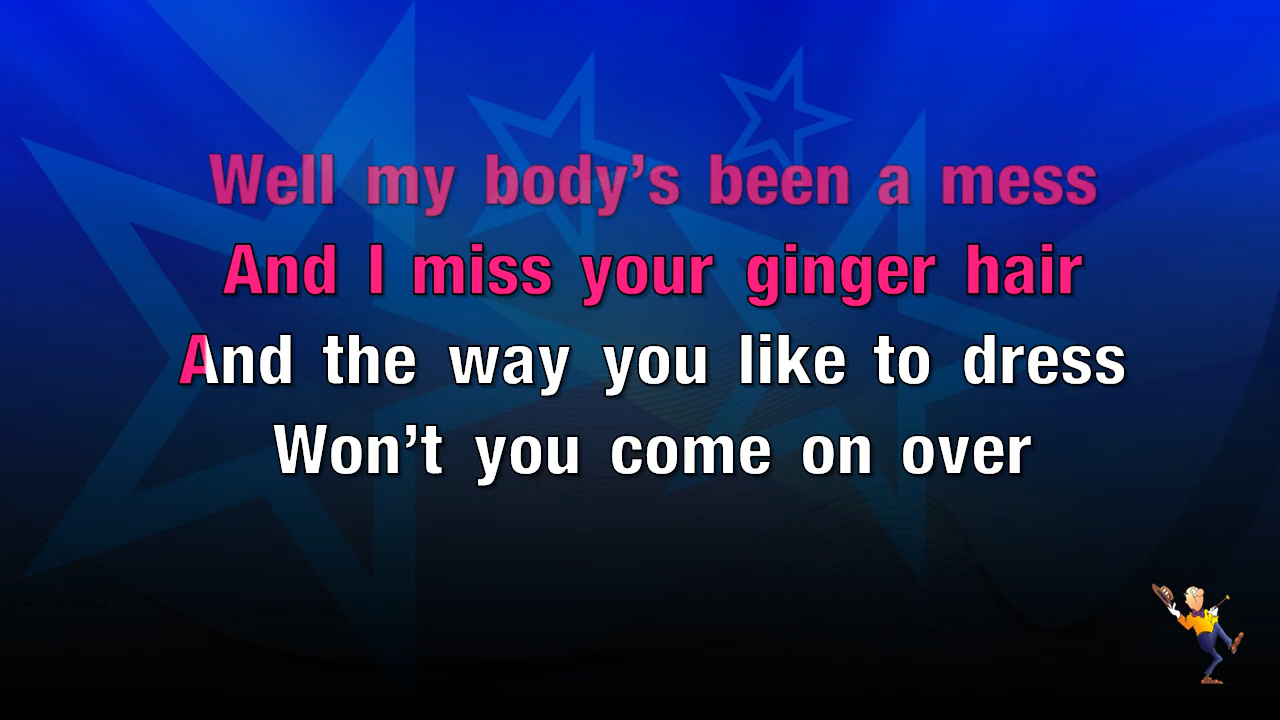 Well my body’s been a mess
And I miss your ginger hair
And the way you like to dress
Won’t you come on over